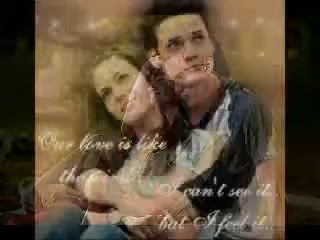 Our love is like
the
I can't see it..
but I feel it..